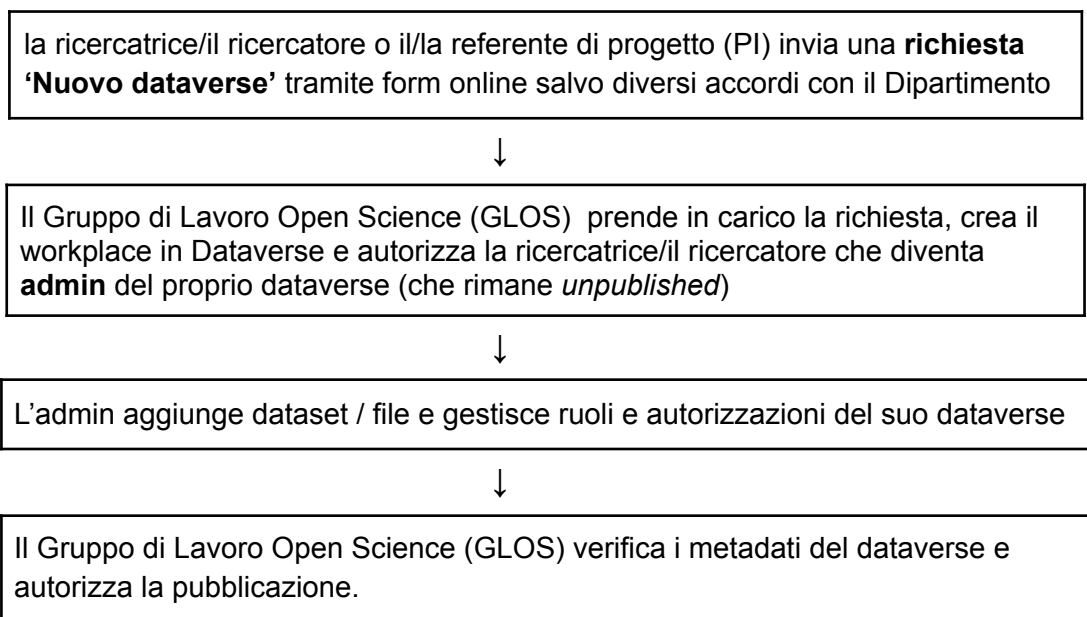 la ricercatrice/il ricercatore o il/la referente di progetto (PI) invia una richiesta
‘Nuovo dataverse’ tramite form online salvo diversi accordi con il Dipartimento
↓
Il Gruppo di Lavoro Open Science (GLOS)  prende in carico la richiesta, crea il
workplace in Dataverse e autorizza la ricercatrice/il ricercatore che diventa
admin del proprio dataverse (che rimane unpublished)
↓
L’admin aggiunge dataset / file e gestisce ruoli e autorizzazioni del suo dataverse
↓
Il Gruppo di Lavoro Open Science (GLOS) verifica i metadati del dataverse e
autorizza la pubblicazione.